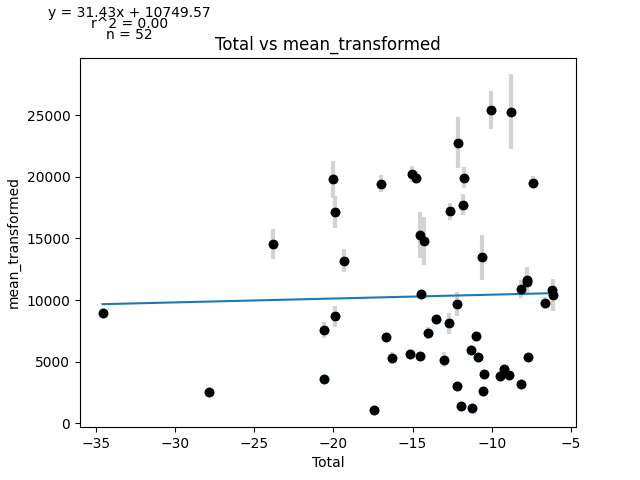 y = 31.43x + 10749.57
r^2 = 0.00
n = 52
Total vs mean_transformed
25000
20000
15000
10000
5000
0
mean_transformed
−35 −30 −25 −20 −15 −10 −5
Total